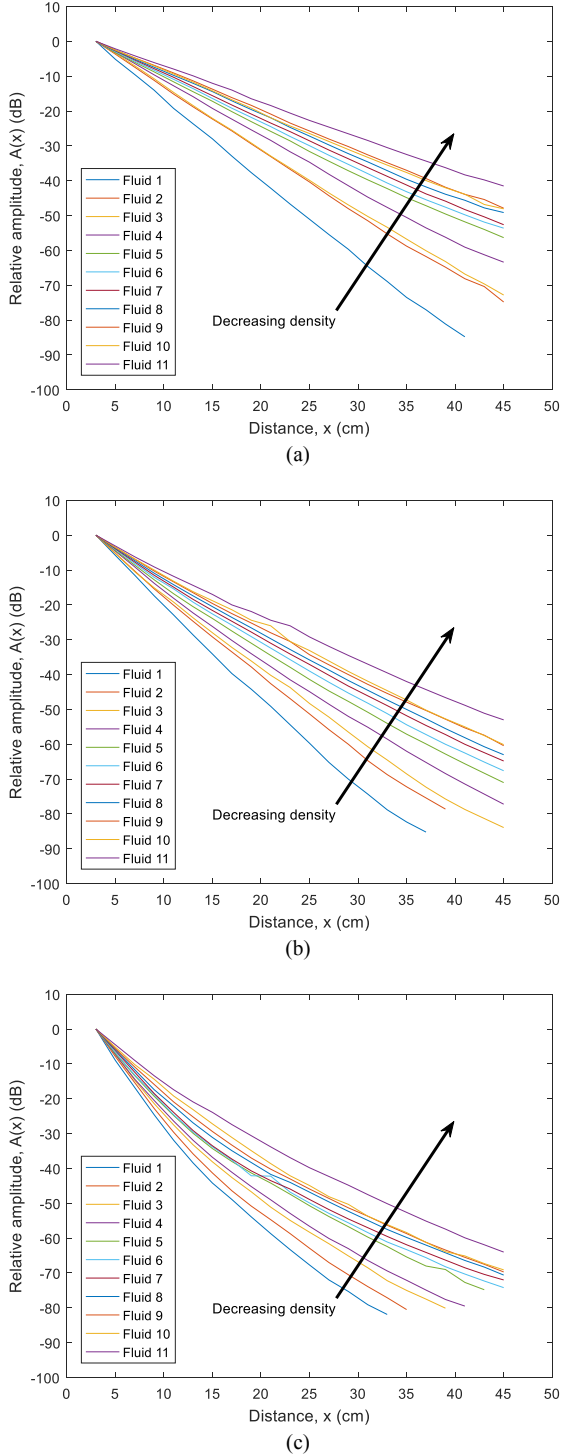 10
0
-10
-20
-30
-40
-50
-60
-70
-80
-90
-100
Relative amplitude, A(x) (dB)
Fluid 1
Fluid 2
Fluid 3
Fluid 4
Fluid 5
Fluid 6
Fluid 7
Fluid 8
Fluid 9
Fluid 10
Fluid 11
Decreasing density
0 5 10 15 20 25 30 35 40 45 50
Distance, x (cm)
(a)
10
0
-10
-20
-30
-40
-50
-60
-70
-80
-90
-100
Relative amplitude, A(x) (dB)
Fluid 1
Fluid 2
Fluid 3
Fluid 4
Fluid 5
Fluid 6
Fluid 7
Fluid 8
Fluid 9
Fluid 10
Fluid 11
Decreasing density
0 5 10 15 20 25 30 35 40 45 50
Distance, x (cm)
(b)
10
0
-10
-20
-30
-40
-50
-60
-70
-80
-90
-100
Relative amplitude, A(x) (dB)
Fluid 1
Fluid 2
Fluid 3
Fluid 4
Fluid 5
Fluid 6
Fluid 7
Fluid 8
Fluid 9
Fluid 10
Fluid 11
Decreasing density
0 5 10 15 20 25 30 35 40 45 50
Distance, x (cm)
(c)